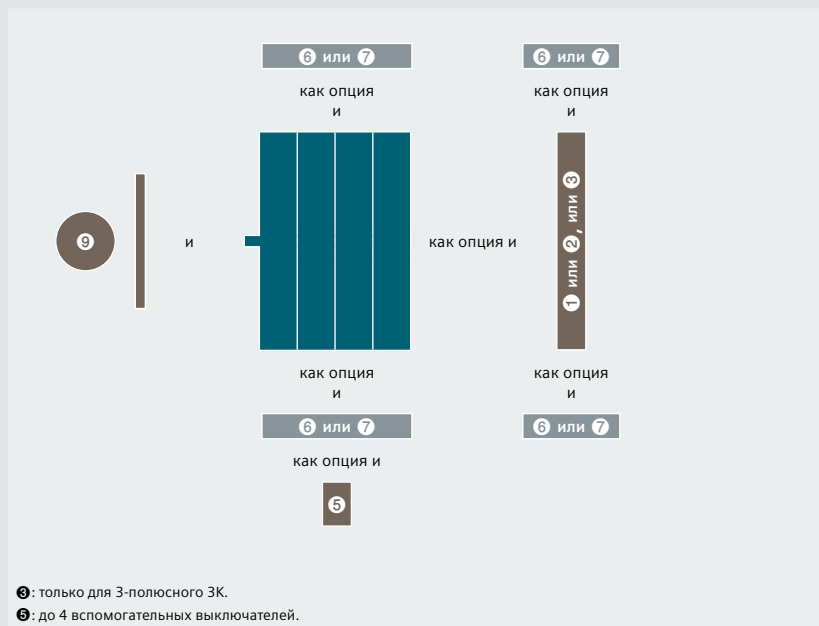 ❻ или ❼
❻ или ❼
как опция
и
как опция
и
❾
и
как опция и
❶ или ❷, или ❸
как опция
и
как опция
и
❻ или ❼
❻ или ❼
как опция и
❺
❸: только для 3-полюсного 3К.
❺: до 4 вспомогательных выключателей.